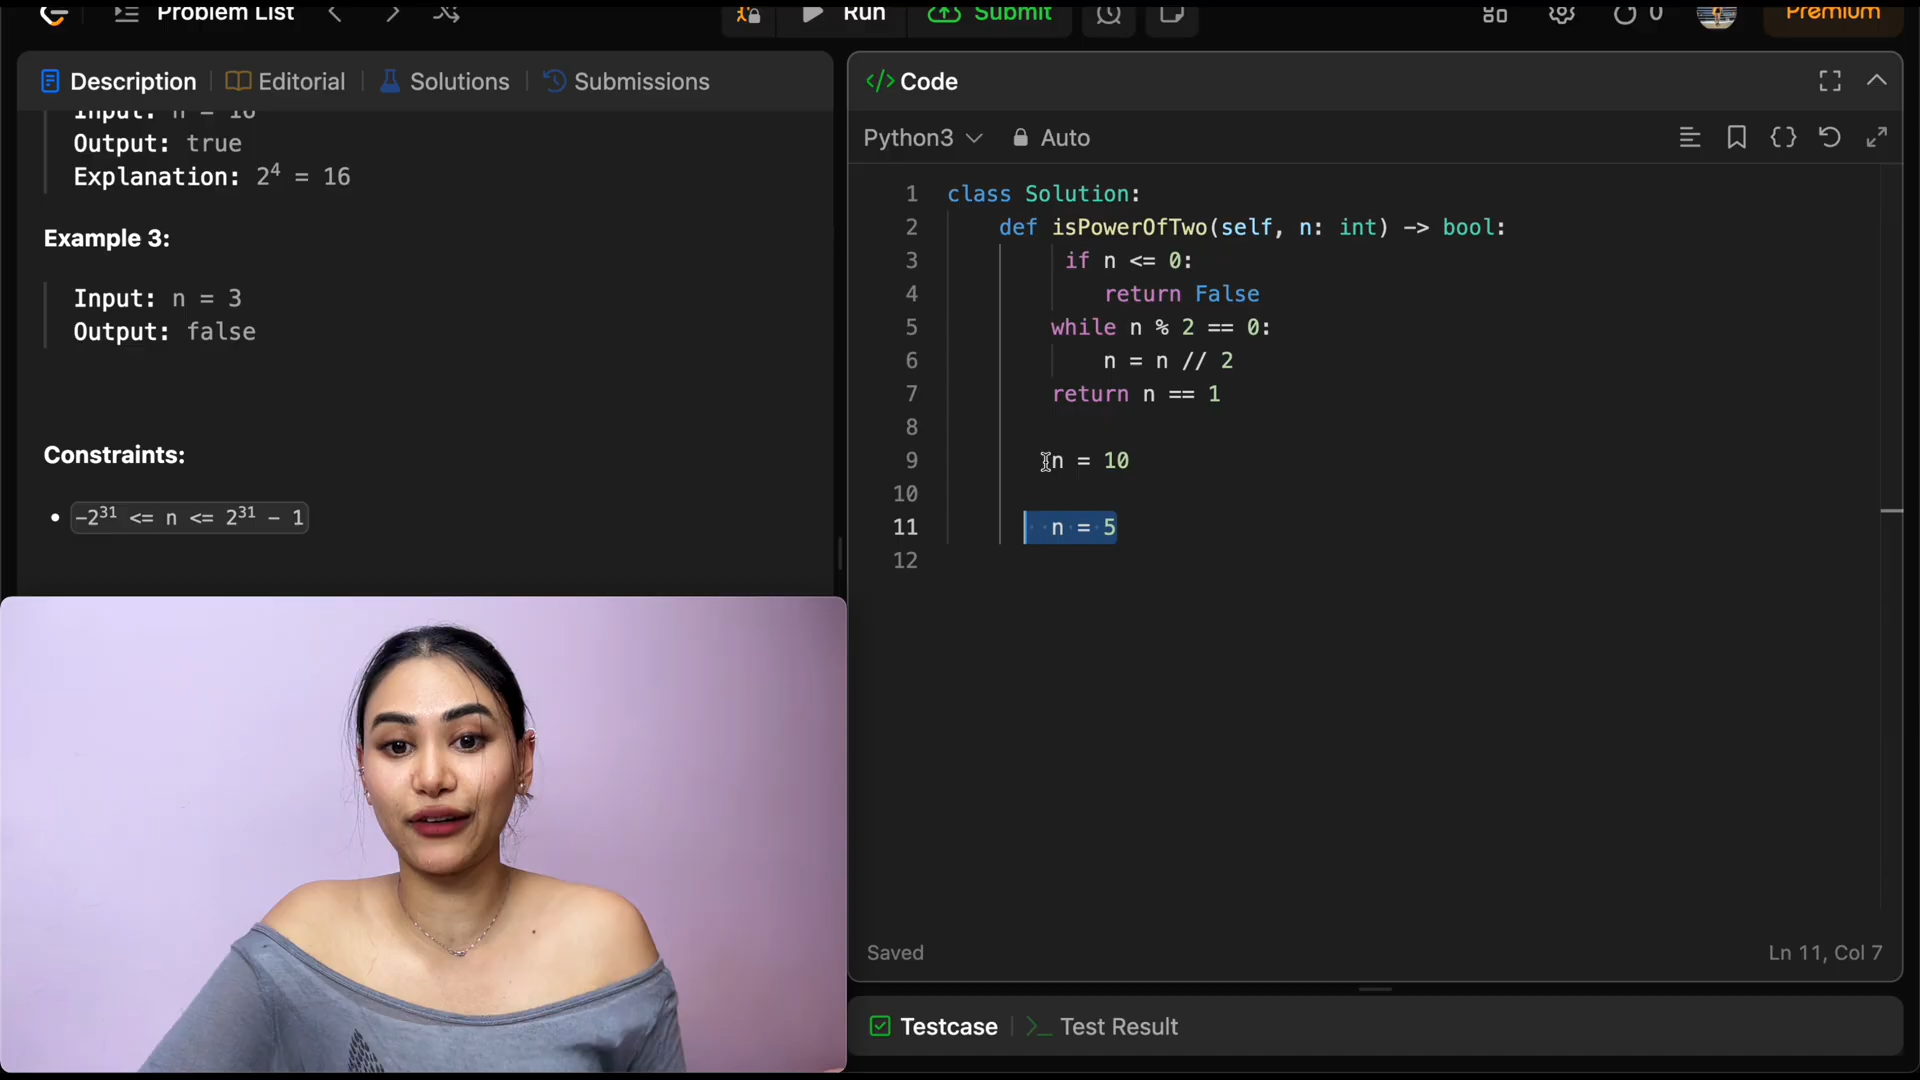 Problem List
Run
Submit
0
Premium
Description
Editorial
Solutions
Submissions
Input: n = 16
Output: true
Explanation: 2⁴ = 16
Example 3:
Input: n = 3
Output: false
Constraints:
-2³¹ <= n <= 2³¹ - 1
</> Code
Python3
Auto
1 class Solution:
2 def isPowerOfTwo(self, n: int) -> bool:
3 if n <= 0:
4 return False
5 while n % 2 == 0:
6 n = n // 2
7 return n == 1
8
9 n = 10
10
11 n = 5
12
Saved
Ln 11, Col 7
Testcase
Test Result